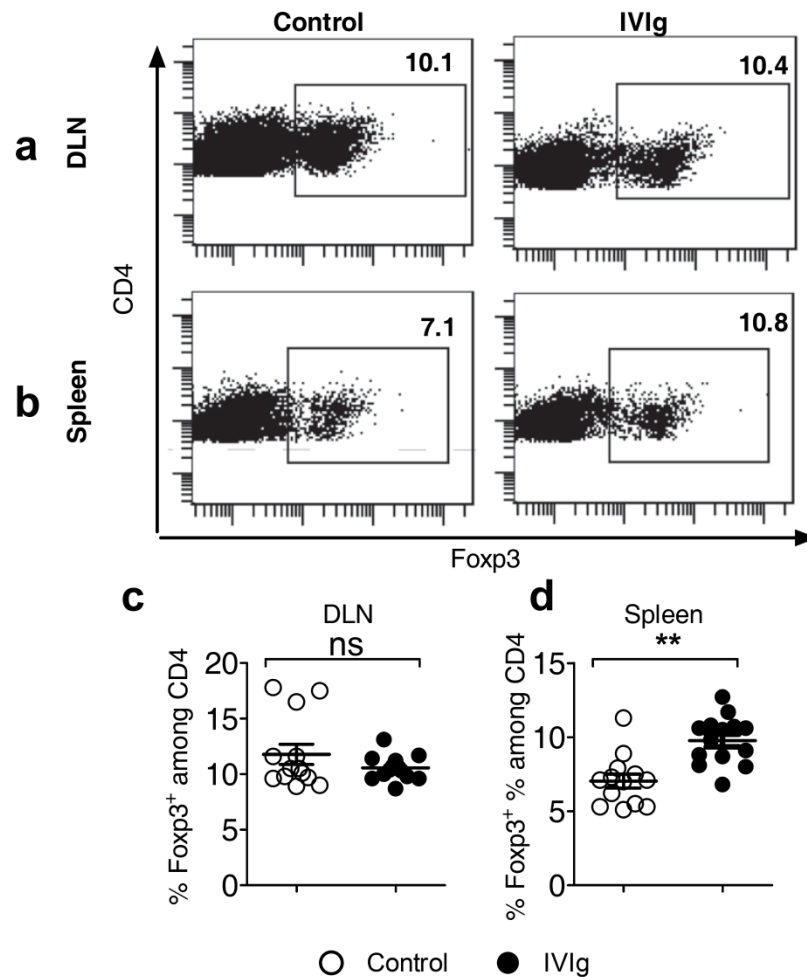 Control
IVIg
a
DLN
10.1
10.4
b
Spleen
7.1
10.8
CD4
Foxp3
c
DLN
ns
% Foxp3⁺ among CD4
20
15
10
5
0
d
Spleen
**
% Foxp3⁺ % among CD4
15
10
5
0
Control
IVIg